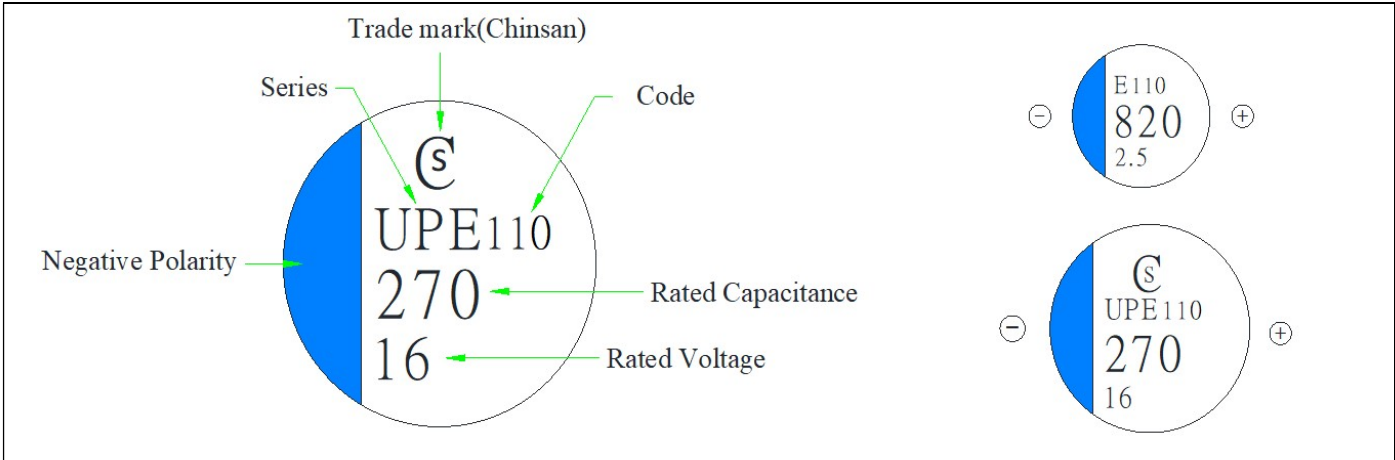 Trade mark(Chinsan)
Series
Code
CS
UPE110
270
16
Negative Polarity
Rated Capacitance
Rated Voltage
E110
820
2.5
⊖
⊕
CS
UPE110
270
16
⊖
⊕